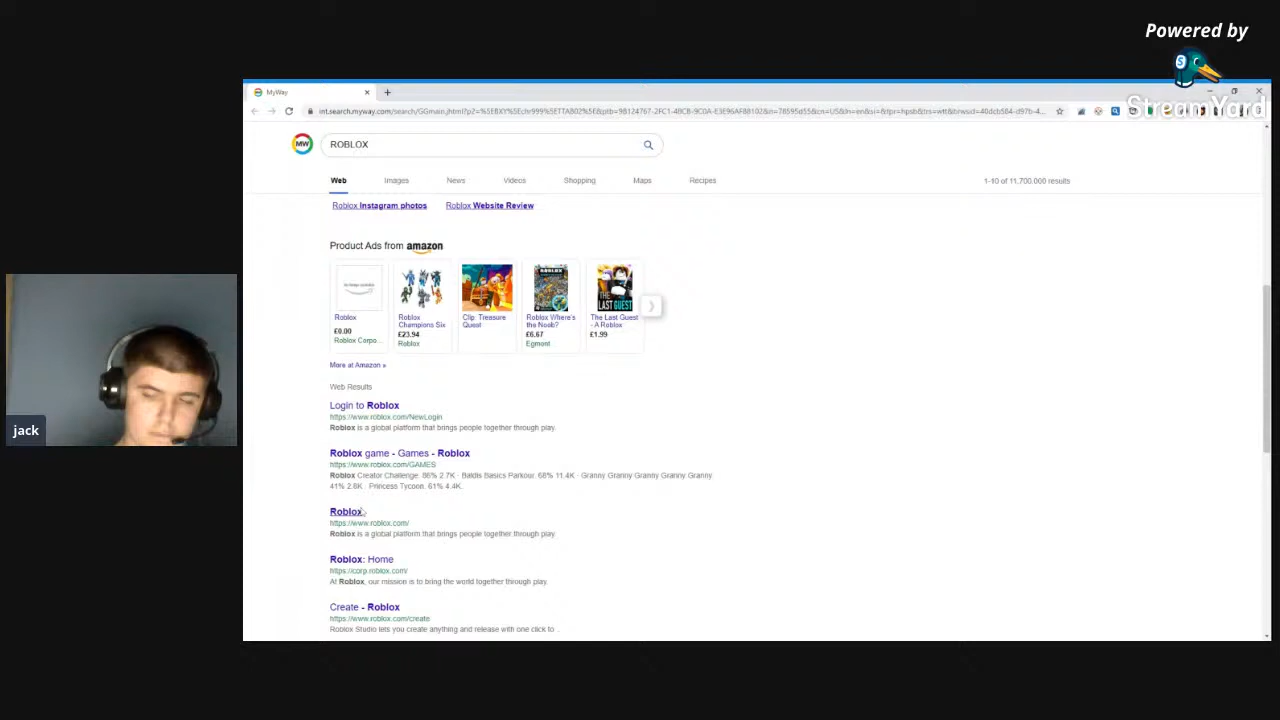 Powered by
StreamYard
MyWay
MW
ROBLOX
Web Images News Videos Shopping Maps Recipes
1-10 of 11,700,000 results
Roblox Instagram photos Roblox Website Review
Product Ads from amazon
Roblox
£0.00
Roblox Corpo...
Roblox
Champions Six
£23.94
Roblox
Clip: Treasure
Quest
ROBLOX
Roblox Where's
the Noob?
£6.67
Egmont
THE
LAST GUEST
The Last Guest
- A Roblox
£1.99
More at Amazon »
Web Results
Login to Roblox
https://www.roblox.com/NewLogin
Roblox is a global platform that brings people together through play.
Roblox game - Games - Roblox
https://www.roblox.com/GAMES
Roblox Creator Challenge. 86% 2.7K · Baldis Basics Parkour. 68% 11.4K · Granny Granny Granny Granny Granny.
41% 2.8K · Princess Tycoon. 61% 4.4K.
Roblox
https://www.roblox.com/
Roblox is a global platform that brings people together through play.
Roblox: Home
https://corp.roblox.com/
At Roblox, our mission is to bring the world together through play.
Create - Roblox
https://www.roblox.com/create
Roblox Studio lets you create anything and release with one click to ...
jack